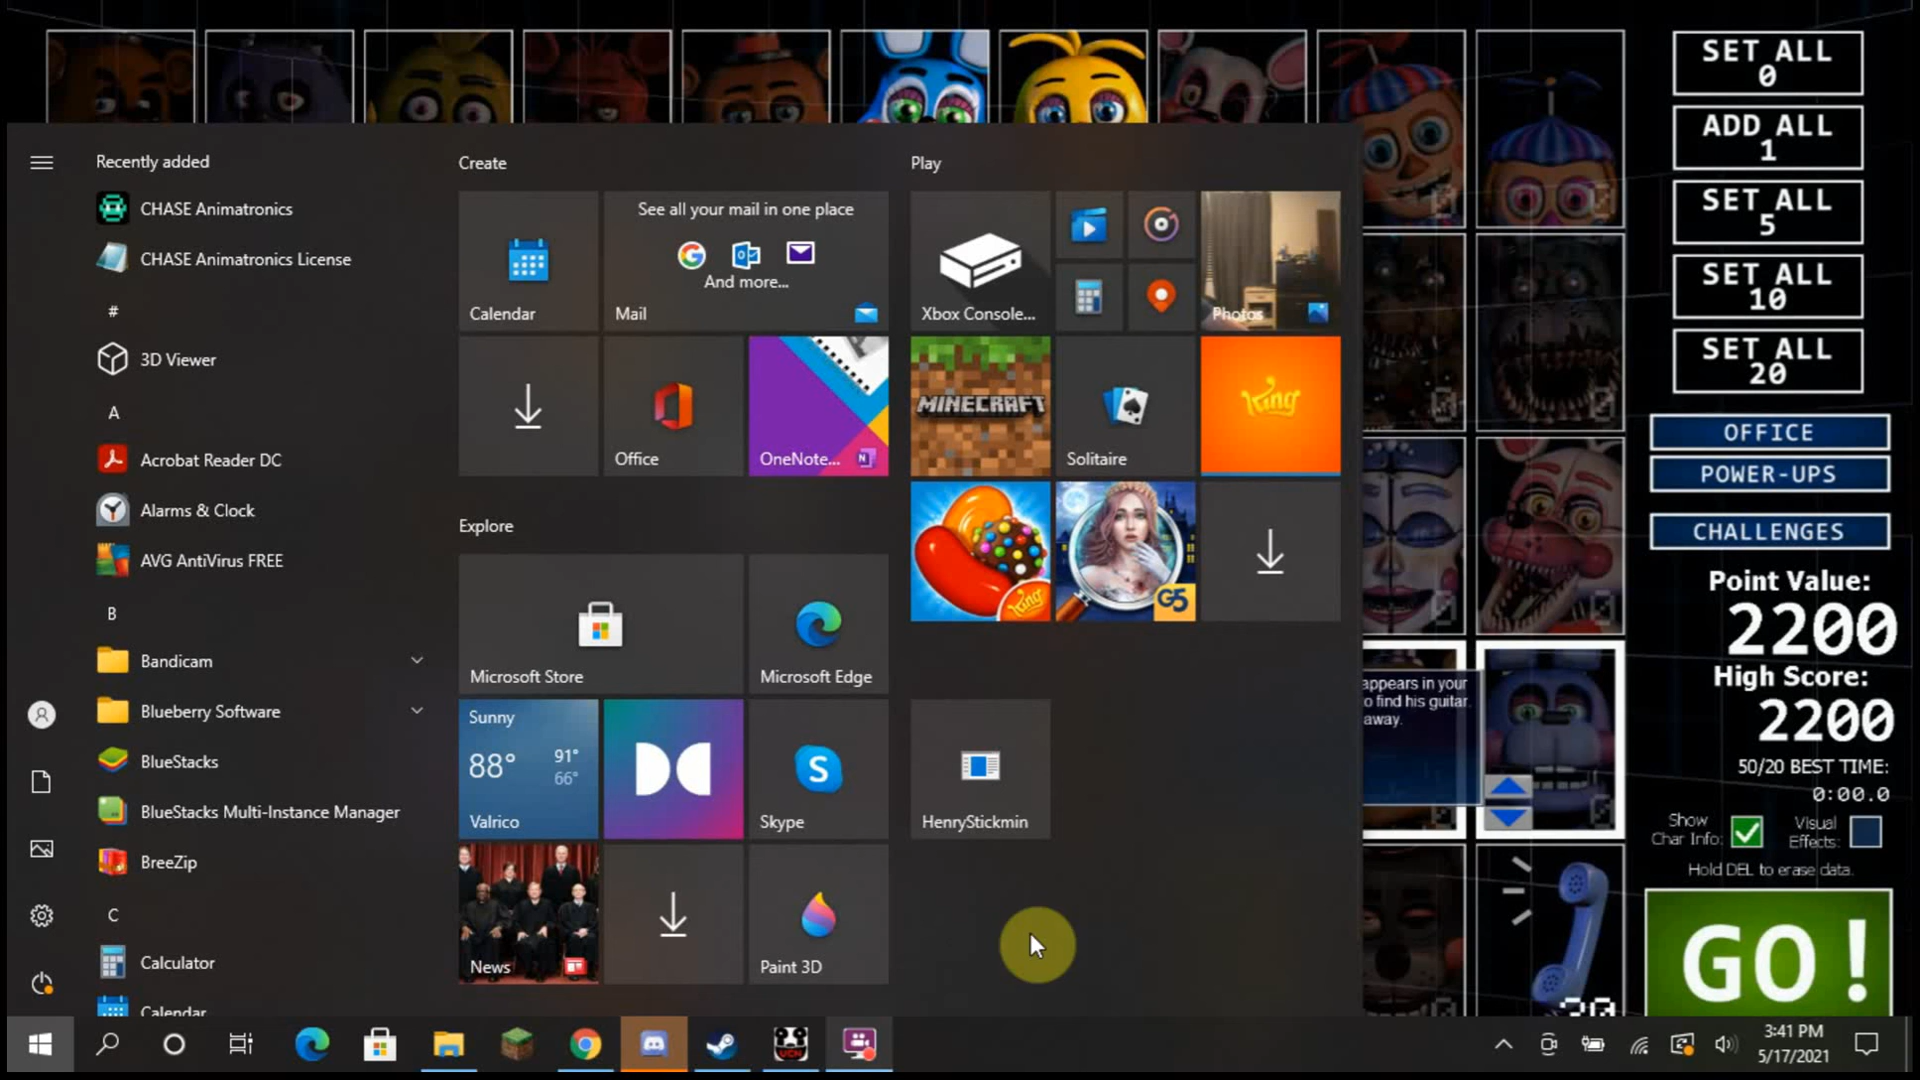 Recently added
CHASE Animatronics
CHASE Animatronics License
#
3D Viewer
A
Acrobat Reader DC
Alarms & Clock
AVG AntiVirus FREE
B
Bandicam
Blueberry Software
BlueStacks
BlueStacks Multi-Instance Manager
BreeZip
C
Calculator
Calendar
Create
Calendar
See all your mail in one place
And more...
Mail
Office
OneNote...
N
Explore
Microsoft Store
Microsoft Edge
Sunny
88°
91°
66°
Valrico
Skype
S
News
Paint 3D
Play
Xbox Console...
Photos
MINECRAFT
Solitaire
King
King
G5
HenryStickmin
SET ALL
0
ADD ALL
1
SET ALL
5
SET ALL
10
SET ALL
20
OFFICE
POWER-UPS
CHALLENGES
Point Value:
2200
High Score:
2200
50/20 BEST TIME:
0:00.0
Show
Char Info:
Visual
Effects:
Hold DEL to erase data.
GO!
appears in your
o find his guitar.
away.
UCN
3:41 PM
5/17/2021